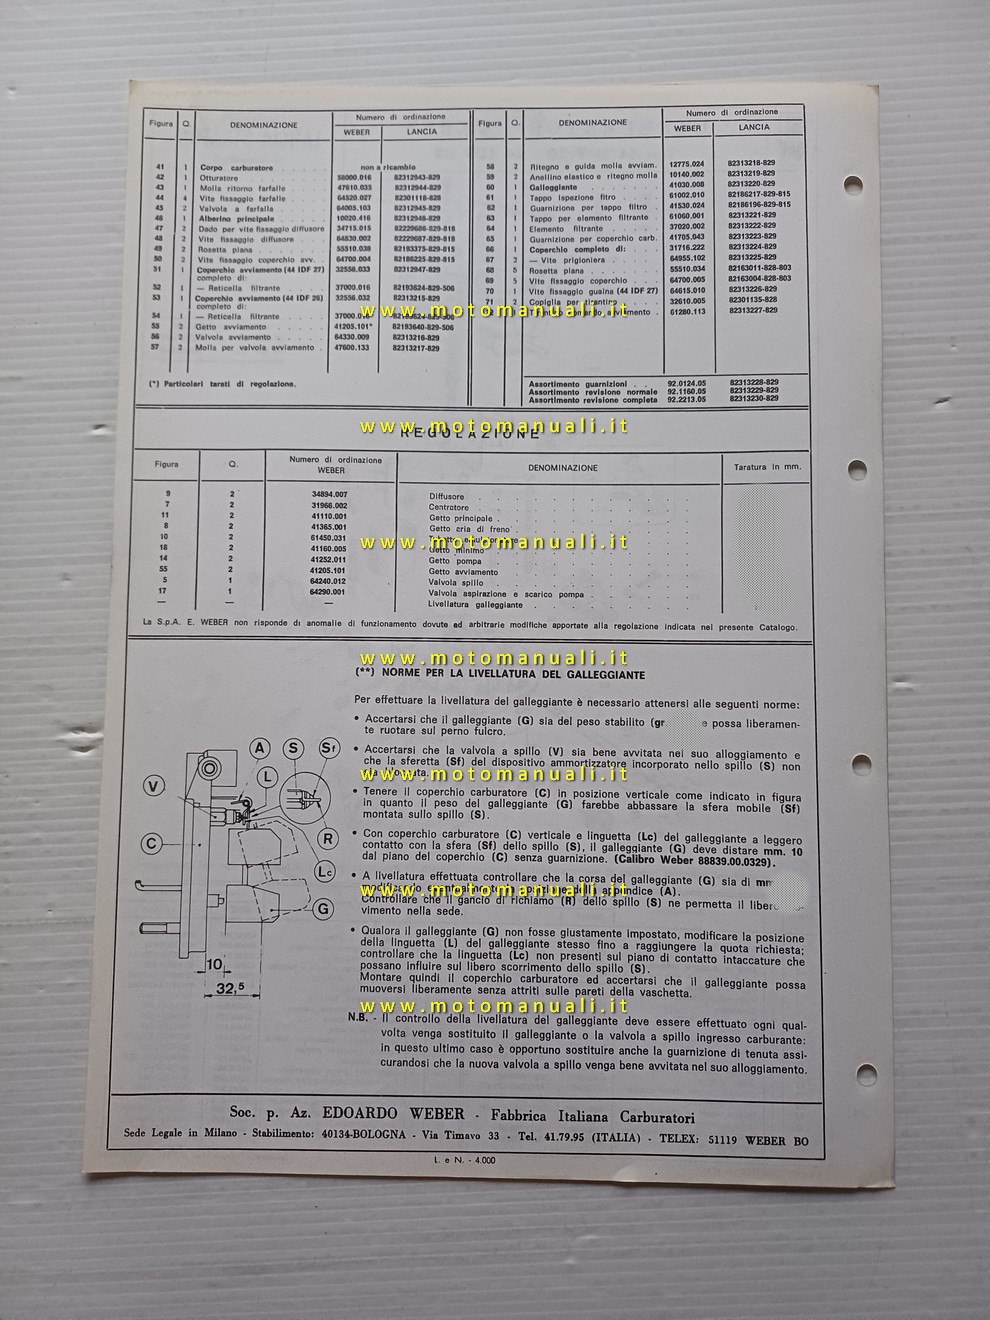 Figura Q. DENOMINAZIONE Numero di ordinazione WEBER LANCIA
41 1 Corpo carburatore non a ricambio
42 1 Otturatore 58000.016 82312943-829
43 1 Molla ritorno farfalle 47610.035 82312944-829
44 4 Vite fissaggio farfalle 64520.027 82301118-828
45 2 Valvola a farfalla 64005.103 82312945-829
46 1 Alberino principale 10020.416 82312946-829
47 2 Dado per vite fissaggio diffusore 34715.015 82229686-829-818
48 2 Vite fissaggio diffusore 64830.002 82229687-829-818
49 2 Rosetta piana 55510.038 82193375-829-815
50 2 Vite fissaggio coperchio avv. 64700.004 82186225-829-815
51 1 Coperchio avviamento (44 IDF 27) 32556.033 82312947-829
completo di:
52 1 — Reticella filtrante 37000.016 82193624-829-506
53 1 Coperchio avviamento (44 IDF 26) 32556.032 82313215-829
completo di:
54 1 — Reticella filtrante
55 2 Getto avviamento 41205.101* 82193640-829-506
56 2 Valvola avviamento 64330.009 82313216-829
57 2 Molla per valvola avviamento 47600.133 82313217-829
(*) Particolari tarati di regolazione.
Figura Q. DENOMINAZIONE Numero di ordinazione WEBER LANCIA
58 2 Ritegno e guida molla avviam. 12775.024 82313218-829
59 2 Anellino elastico e ritegno molla 10140.002 82313219-829
60 1 Galleggiante 41030.008 82313220-829
61 1 Tappo ispezione filtro 61002.010 82186217-829-815
62 1 Guarnizione per tappo filtro 41530.024 82186196-829-815
63 1 Tappo per elemento filtrante 61060.001 82313221-829
64 1 Elemento filtrante 37020.002 82313222-829
65 1 Guarnizione per coperchio carb. 41705.043 82313223-829
66 1 Coperchio completo di: 31716.222 82313224-829
67 2 — Vite prigioniera 64955.102 82313225-829
68 5 Rosetta piana 55510.034 82163011-828-803
69 5 Vite fissaggio coperchio 64700.005 82163004-828-803
70 1 Vite fissaggio guaina (44 IDF 27) 64615.010 82313226-829
71 2 Copiglia per tirantino 32610.005 82301135-828
61280.113 82313227-829
www.motomanuali.it
Assortimento guarnizioni 92.0124.05 82313228-829
Assortimento revisione normale 92.1160.05 82313229-829
Assortimento revisione completa 92.2213.05 82313230-829
www.motomanuali.it
REGOLAZIONE
Figura Q. Numero di ordinazione WEBER DENOMINAZIONE Taratura in mm.
9 2 34894.007 Diffusore
7 2 31966.002 Centratore
11 2 41110.001 Getto principale
8 2 41365.001 Getto aria di freno
10 2 61450.031
www.motomanuali.it
18 2 41160.005 Getto minimo
14 2 41252.011 Getto pompa
55 2 41205.101 Getto avviamento
5 1 64240.012 Valvola spillo
17 1 64290.001 Valvola aspirazione e scarico pompa
— — — Livellatura galleggiante
La S.p.A. E. WEBER non risponde di anomalie di funzionamento dovute ad arbitrarie modifiche apportate alla regolazione indicata nel presente Catalogo.
www.motomanuali.it
(**) NORME PER LA LIVELLATURA DEL GALLEGGIANTE
Per effettuare la livellatura del galleggiante è necessario attenersi alle seguenti norme:
• Accertarsi che il galleggiante (G) sia del peso stabilito (gr e possa liberamen-
te ruotare sul perno fulcro.
• Accertarsi che la valvola a spillo (V) sia bene avvitata nel suo alloggiamento e
che la sferetta (Sf) del dispositivo ammortizzatore incorporato nello spillo (S) non
www.motomanuali.it
• Tenere il coperchio carburatore (C) in posizione verticale come indicato in figura
in quanto il peso del galleggiante (G) farebbe abbassare la sfera mobile (Sf)
montata sullo spillo (S).
• Con coperchio carburatore (C) verticale e linguetta (Lc) del galleggiante a leggero
contatto con la sfera (Sf) dello spillo (S), il galleggiante (G) deve distare mm. 10
dal piano del coperchio (C) senza guarnizione. (Calibro Weber 88839.00.0329).
• A livellatura effettuata controllare che la corsa del galleggiante (G) sia di mm
appendice (A).
www.motomanuali.it
Controllare che il gancio di richiamo (R) dello spillo (S) ne permetta il libero
vimento nella sede.
• Qualora il galleggiante (G) non fosse giustamente impostato, modificare la posizione
della linguetta (L) del galleggiante stesso fino a raggiungere la quota richiesta;
controllare che la linguetta (Lc) non presenti sul piano di contatto intaccature che
possano influire sul libero scorrimento dello spillo (S).
Montare quindi il coperchio carburatore ed accertarsi che il galleggiante possa
muoversi liberamente senza attriti sulle pareti della vaschetta.
www.motomanuali.it
N.B. - Il controllo della livellatura del galleggiante deve essere effettuato ogni qual-
volta venga sostituito il galleggiante o la valvola a spillo ingresso carburante:
in questo ultimo caso è opportuno sostituire anche la guarnizione di tenuta assi-
curandosi che la nuova valvola a spillo venga bene avvitata nel suo alloggiamento.
A S Sf
L
V
C
R
Lc
G
10
32,5
Soc. p. Az. EDOARDO WEBER - Fabbrica Italiana Carburatori
Sede Legale in Milano - Stabilimento: 40134-BOLOGNA - Via Timavo 33 - Tel. 41.79.95 (ITALIA) - TELEX: 51119 WEBER BO
L. e N. - 4.000